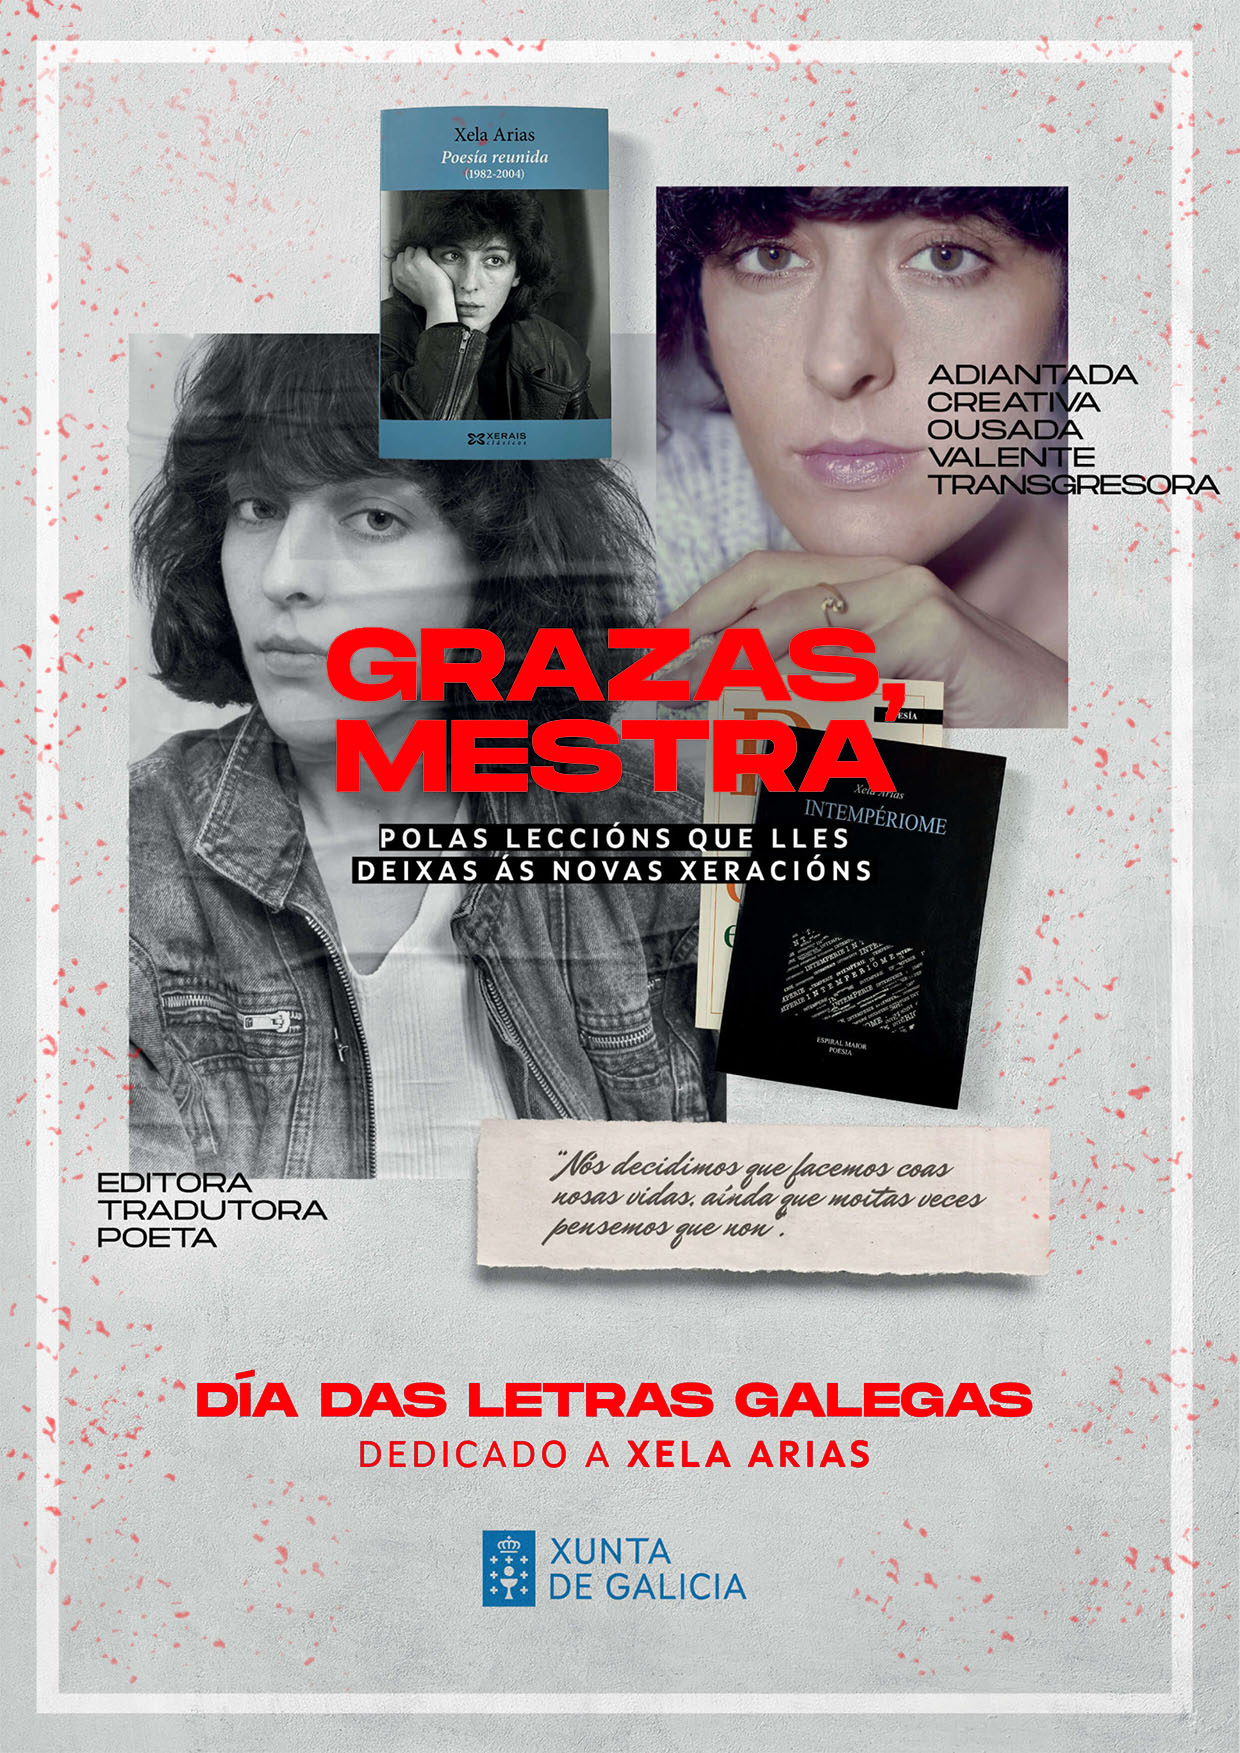 Xela Arias
Poesía reunida
(1982-2004)
XERAIS
clásicos
ADIANTADA
CREATIVA
OUSADA
VALENTE
TRANSGRESORA
GRAZAS,
MESTRA
POLAS LECCIÓNS QUE LLES
DEIXAS ÁS NOVAS XERACIÓNS
Xela Arias
INTEMPÉRIOME
ESPIRAL MAIOR
POESIA
EDITORA
TRADUTORA
POETA
"Nós decidimos que facemos coas
nosas vidas, aínda que moitas veces
pensemos que non".
DÍA DAS LETRAS GALEGAS
DEDICADO A XELA ARIAS
XUNTA
DE GALICIA